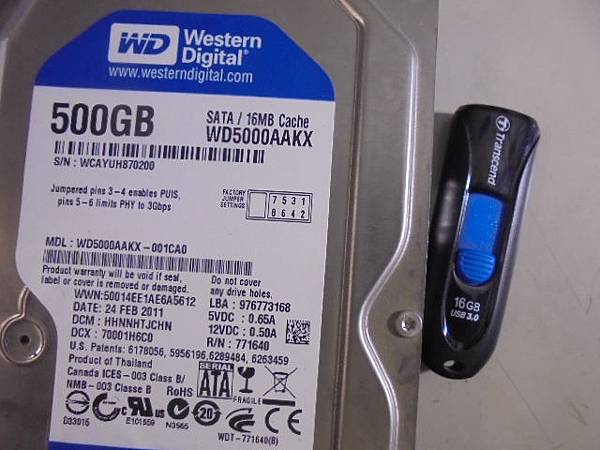 WD Western Digital®
www.westerndigital.com
500GB
SATA / 16MB Cache
WD5000AAKX
S/N : WCAYUH870200
Jumpered pins 3-4 enables PUIS,
pins 5-6 limits PHY to 3Gbps
FACTORY
JUMPER
SETTINGS
7 5 3 1
8 6 4 2
MDL : WD5000AAKX-001CA0
Product warranty will be void if seal,
label or cover is removed or damaged.
Do not cover
any drive holes.
WWN:50014EE1AE6A5612
DATE: 24 FEB 2011
DCM : HHNNHTJCHN
DCX : 70001H6C0
LBA : 976773168
5VDC : 0.65A
12VDC : 0.50A
R/N : 771640
U.S. Patents: 6178056, 5956196,6289484, 6263459
Product of Thailand
Canada ICES-003 Class B/
NMB-003 Classe B
RoHS
SERIAL
ATA
FRAGILE
D33015
E101559
N3565
20
CE
WDT-771640(B)
Transcend
16GB
USB 3.0